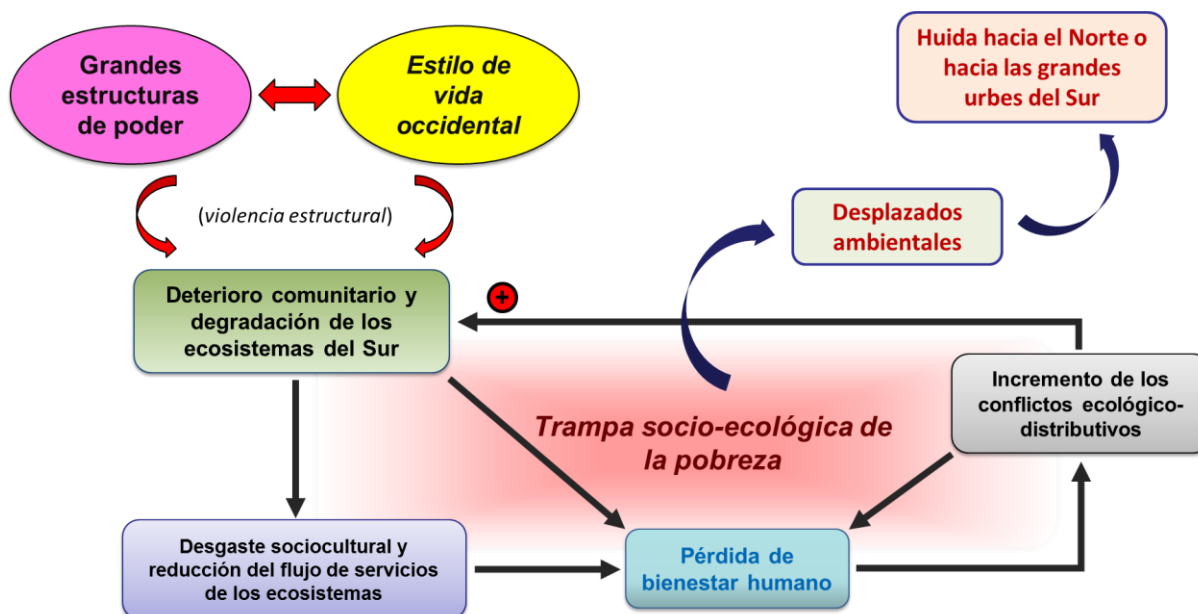 Grandes
estructuras
de poder
Estilo de
vida
occidental
Huida hacia el Norte o
hacia las grandes
urbes del Sur
(violencia estructural)
Desplazados
ambientales
Deterioro comunitario y
degradación de los
ecosistemas del Sur
+
Incremento de los
conflictos ecológico-
distributivos
Trampa socio-ecológica de
la pobreza
Desgaste sociocultural y
reducción del flujo de servicios
de los ecosistemas
Pérdida de
bienestar humano